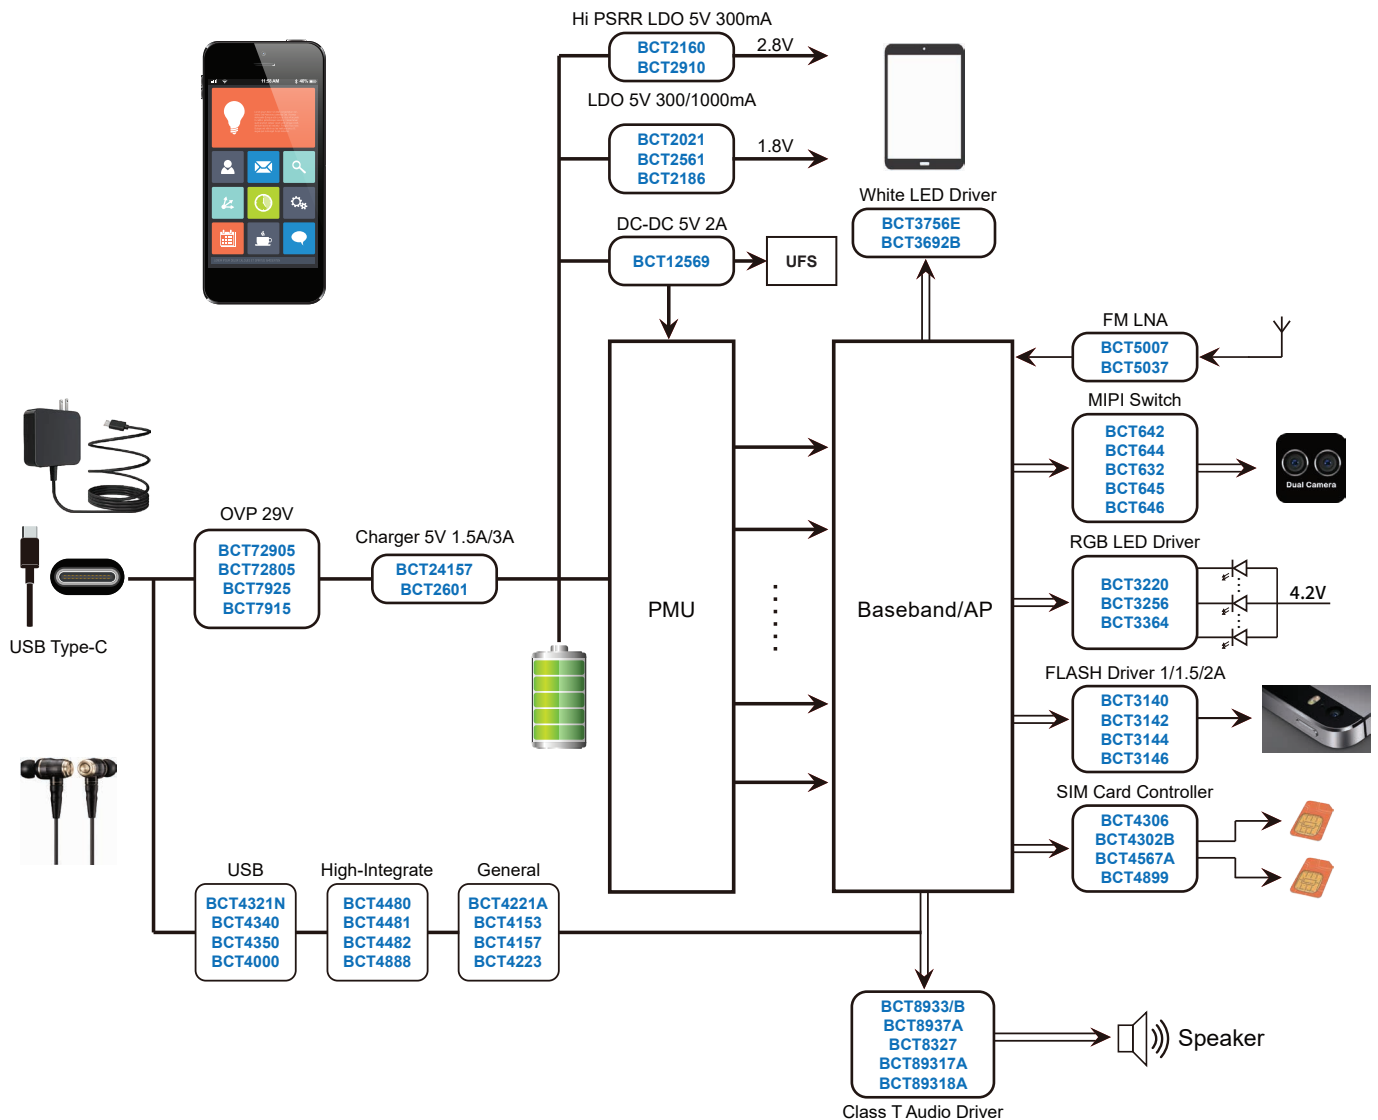 Hi PSRR LDO 5V 300mA
BCT2160
BCT2910
2.8V
LDO 5V 300/1000mA
BCT2021
BCT2561
BCT2186
1.8V
DC-DC 5V 2A
BCT12569
UFS
White LED Driver
BCT3756E
BCT3692B
FM LNA
BCT5007
BCT5037
MIPI Switch
BCT642
BCT644
BCT632
BCT645
BCT646
Dual Camera
RGB LED Driver
BCT3220
BCT3256
BCT3364
4.2V
FLASH Driver 1/1.5/2A
BCT3140
BCT3142
BCT3144
BCT3146
SIM Card Controller
BCT4306
BCT4302B
BCT4567A
BCT4899
OVP 29V
BCT72905
BCT72805
BCT7925
BCT7915
Charger 5V 1.5A/3A
BCT24157
BCT2601
PMU
Baseband/AP
USB Type-C
USB
BCT4321N
BCT4340
BCT4350
BCT4000
High-Integrate
BCT4480
BCT4481
BCT4482
BCT4888
General
BCT4221A
BCT4153
BCT4157
BCT4223
BCT8933/B
BCT8937A
BCT8327
BCT89317A
BCT89318A
Class T Audio Driver
Speaker